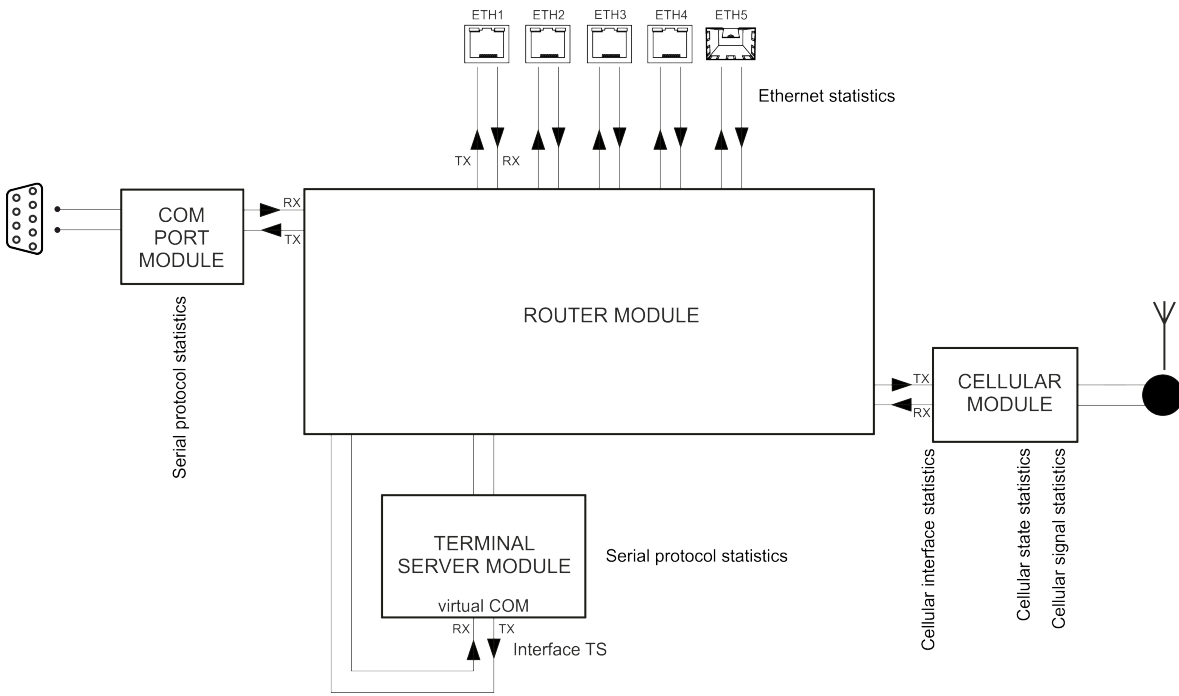 ETH1
ETH2
ETH3
ETH4
ETH5
Ethernet statistics
TX
RX
COM
PORT
MODULE
RX
TX
Serial protocol statistics
ROUTER MODULE
TX
RX
CELLULAR
MODULE
Cellular interface statistics
Cellular state statistics
Cellular signal statistics
TERMINAL
SERVER MODULE
virtual COM
Serial protocol statistics
RX
TX
Interface TS